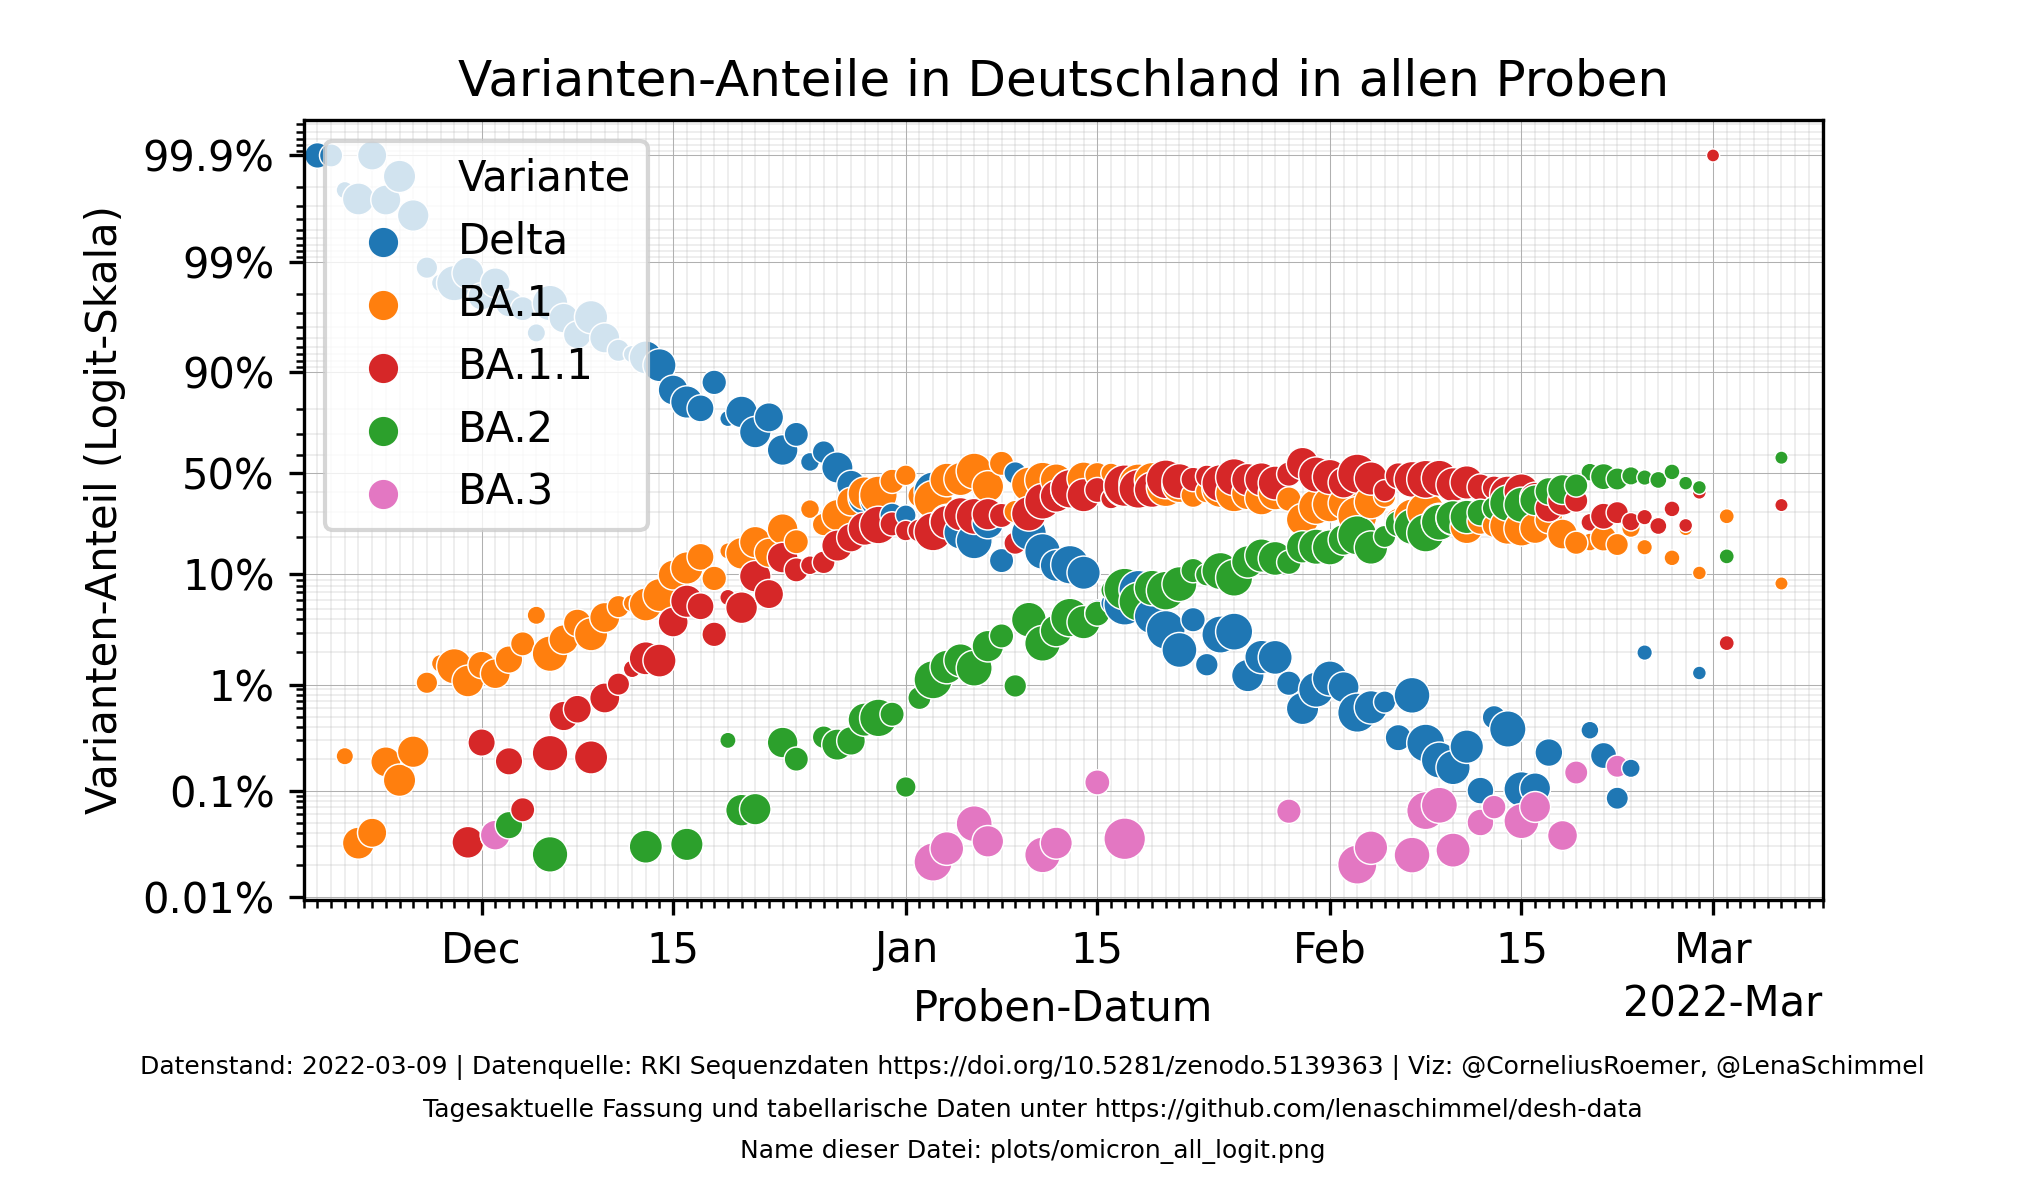 Varianten-Anteile in Deutschland in allen Proben
Varianten-Anteil (Logit-Skala)
99.9%
99%
90%
50%
10%
1%
0.1%
0.01%
Variante
Delta
BA.1
BA.1.1
BA.2
BA.3
Dec 15 Jan 15 Feb 15 Mar
2022-Mar
Proben-Datum
Datenstand: 2022-03-09 | Datenquelle: RKI Sequenzdaten https://doi.org/10.5281/zenodo.5139363 | Viz: @CorneliusRoemer, @LenaSchimmel
Tagesaktuelle Fassung und tabellarische Daten unter https://github.com/lenaschimmel/desh-data
Name dieser Datei: plots/omicron_all_logit.png